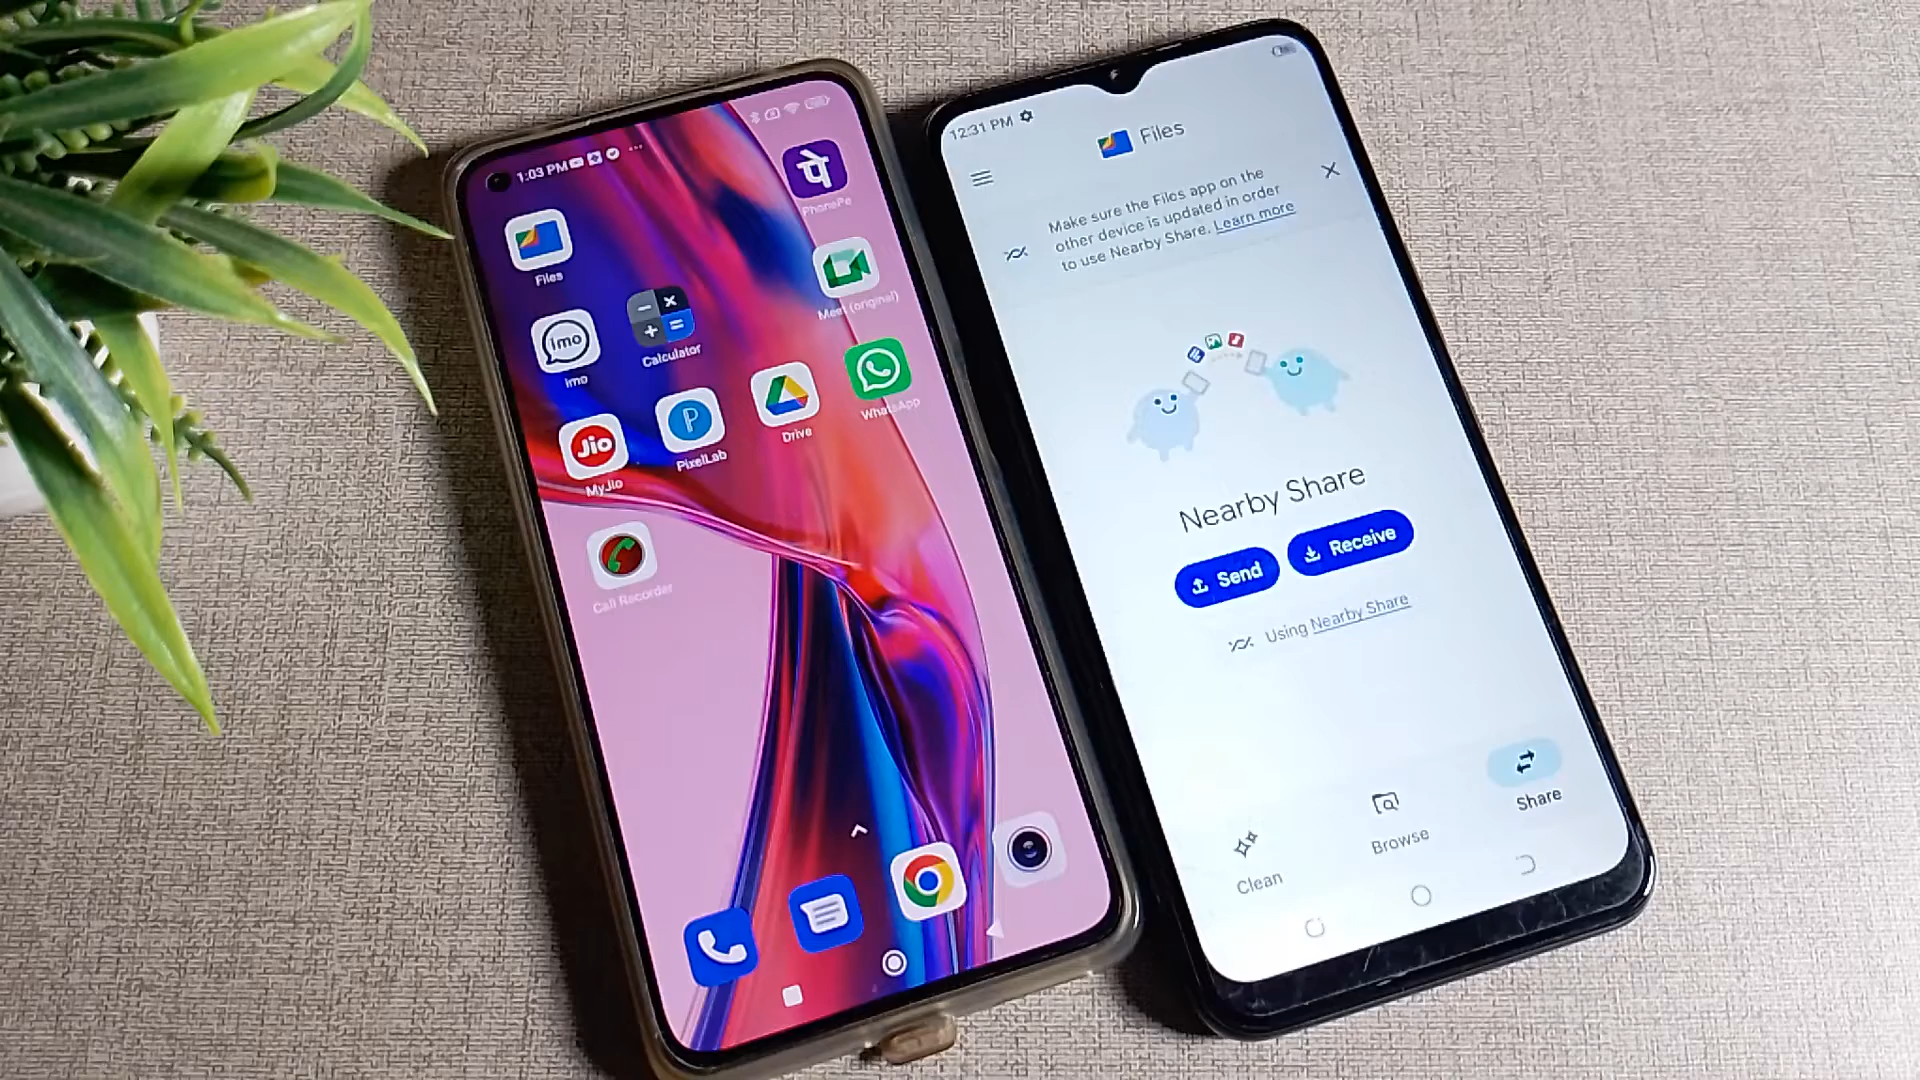 1:03 PM
पे
PhonePe
Files
Meet (original)
imo
imo
Calculator
WhatsApp
Drive
Jio
MyJio
P
PixelLab
Call Recorder
12:31 PM
Files
Make sure the Files app on the
other device is updated in order
to use Nearby Share. Learn more
Nearby Share
Send
Receive
Using Nearby Share
Clean
Browse
Share